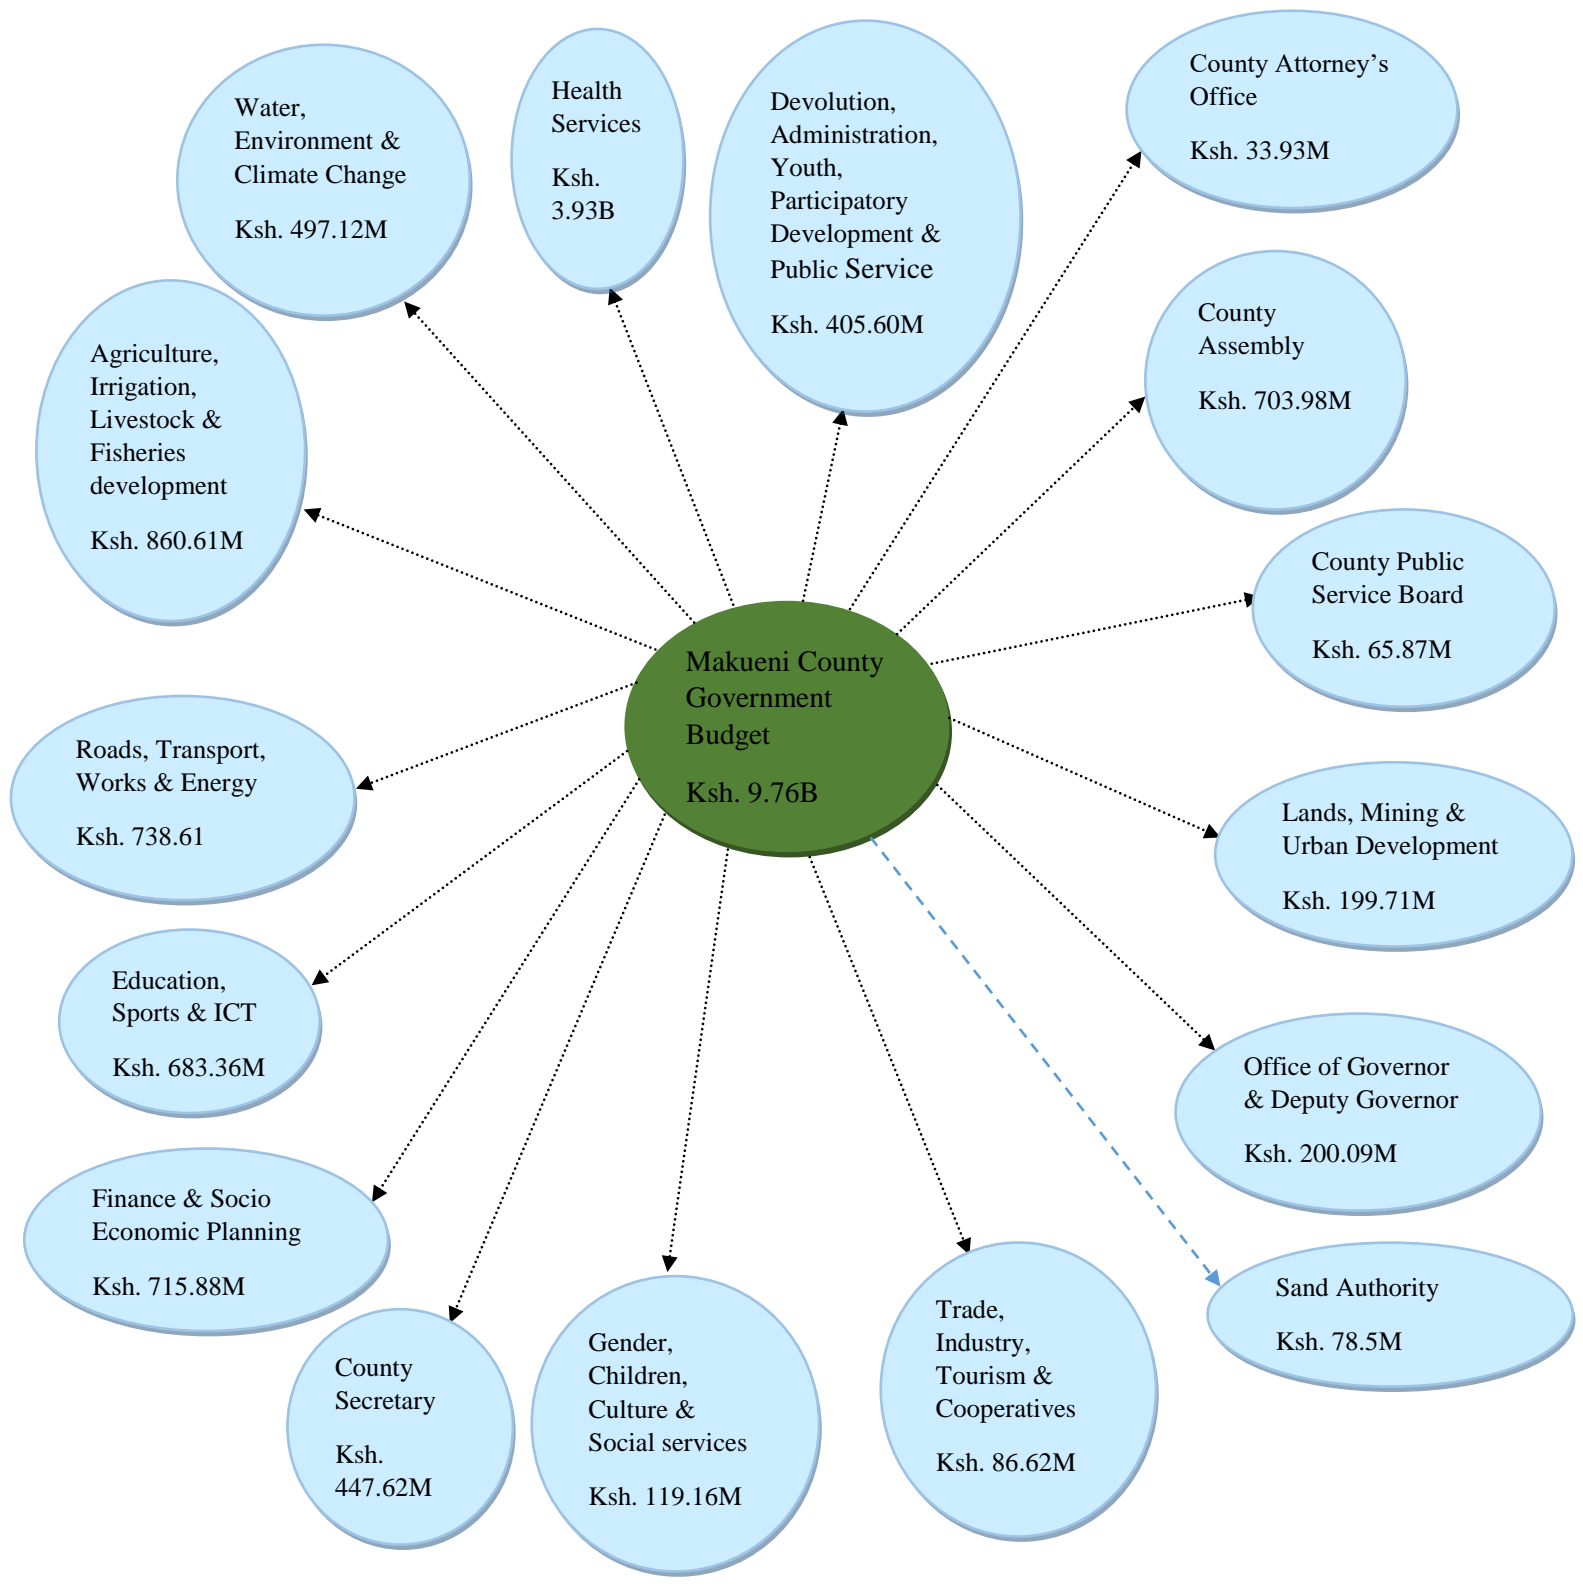 Water,
Environment &
Climate Change
Ksh. 497.12M
Health
Services
Ksh.
3.93B
Devolution,
Administration,
Youth,
Participatory
Development &
Public Service
Ksh. 405.60M
County Attorney’s
Office
Ksh. 33.93M
County
Assembly
Ksh. 703.98M
Agriculture,
Irrigation,
Livestock &
Fisheries
development
Ksh. 860.61M
County Public
Service Board
Ksh. 65.87M
Makueni County
Government
Budget
Ksh. 9.76B
Roads, Transport,
Works & Energy
Ksh. 738.61
Lands, Mining &
Urban Development
Ksh. 199.71M
Education,
Sports & ICT
Ksh. 683.36M
Office of Governor
& Deputy Governor
Ksh. 200.09M
Finance & Socio
Economic Planning
Ksh. 715.88M
Sand Authority
Ksh. 78.5M
County
Secretary
Ksh.
447.62M
Gender,
Children,
Culture &
Social services
Ksh. 119.16M
Trade,
Industry,
Tourism &
Cooperatives
Ksh. 86.62M